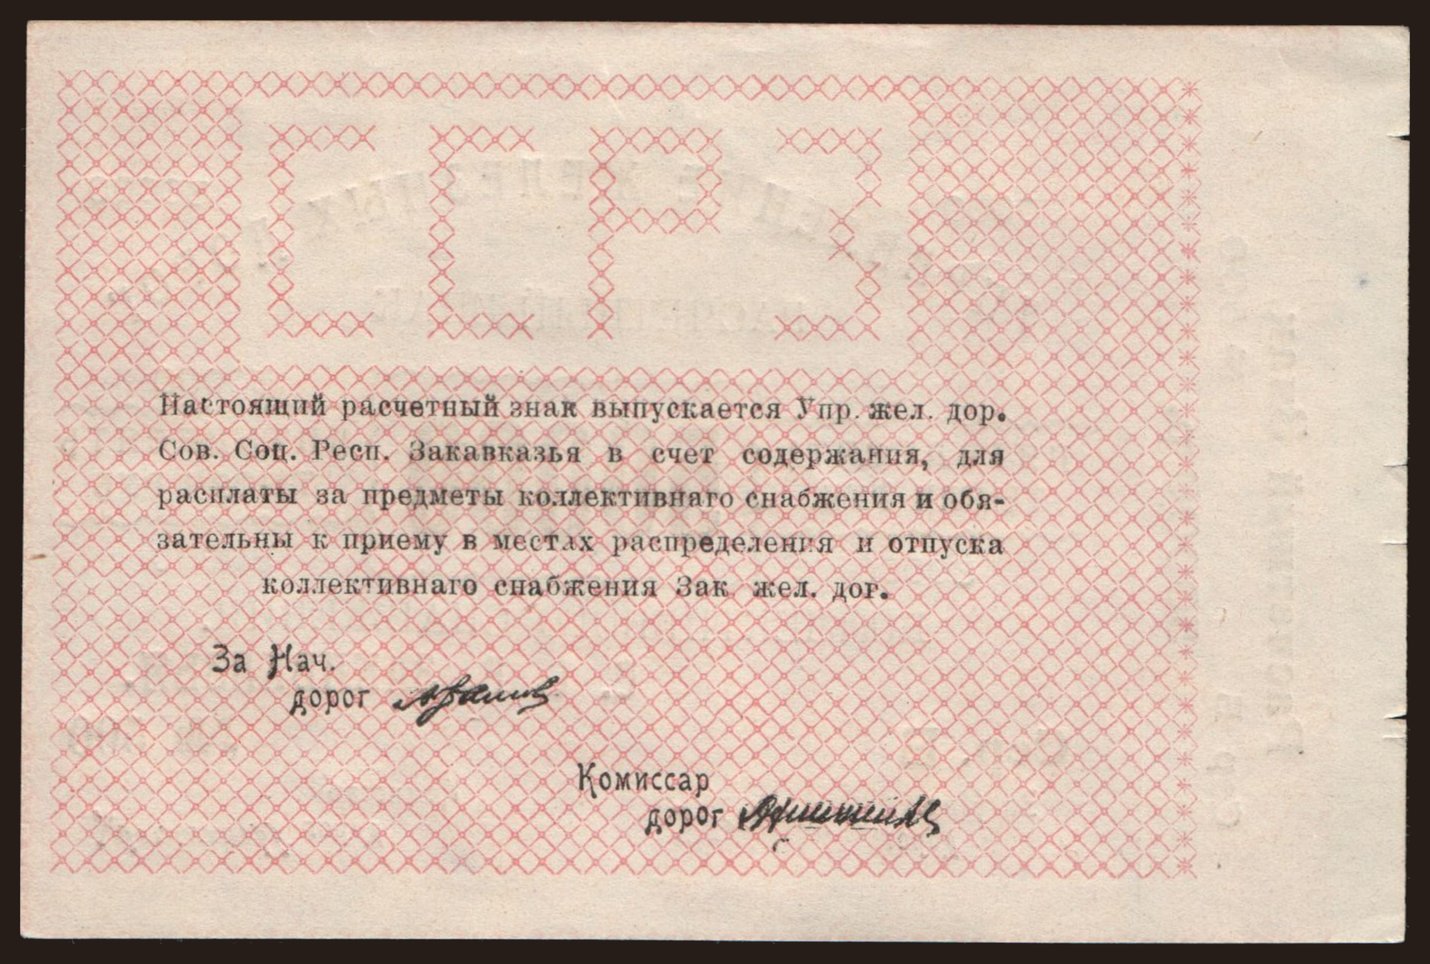 ССРЗ
Настоящий расчетный знак выпускается Упр. жел. дор.
Сов. Соц. Респ. Закавказья в счет содержания, для
расплаты за предметы коллективнаго снабжения и обя-
зательны к приему в местах распределения и отпуска
коллективнаго снабжения Зак жел. дор.
За Нач.
дорог
Комиссар
дорог